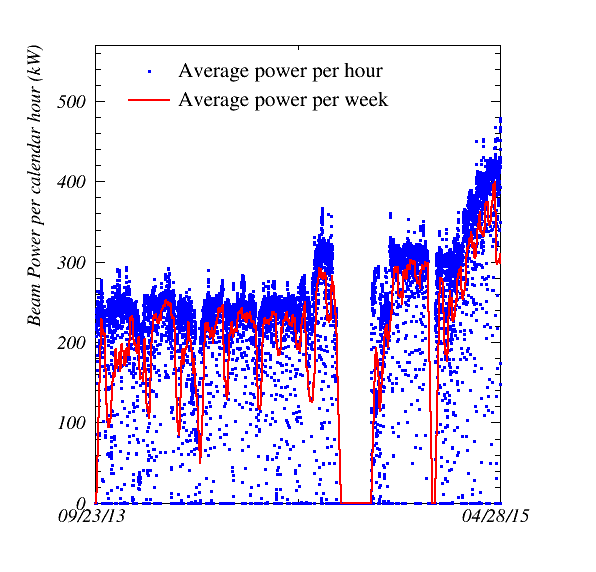 Average power per hour
Average power per week
Beam Power per calendar hour (kW)
500
400
300
200
100
0
09/23/13
04/28/15